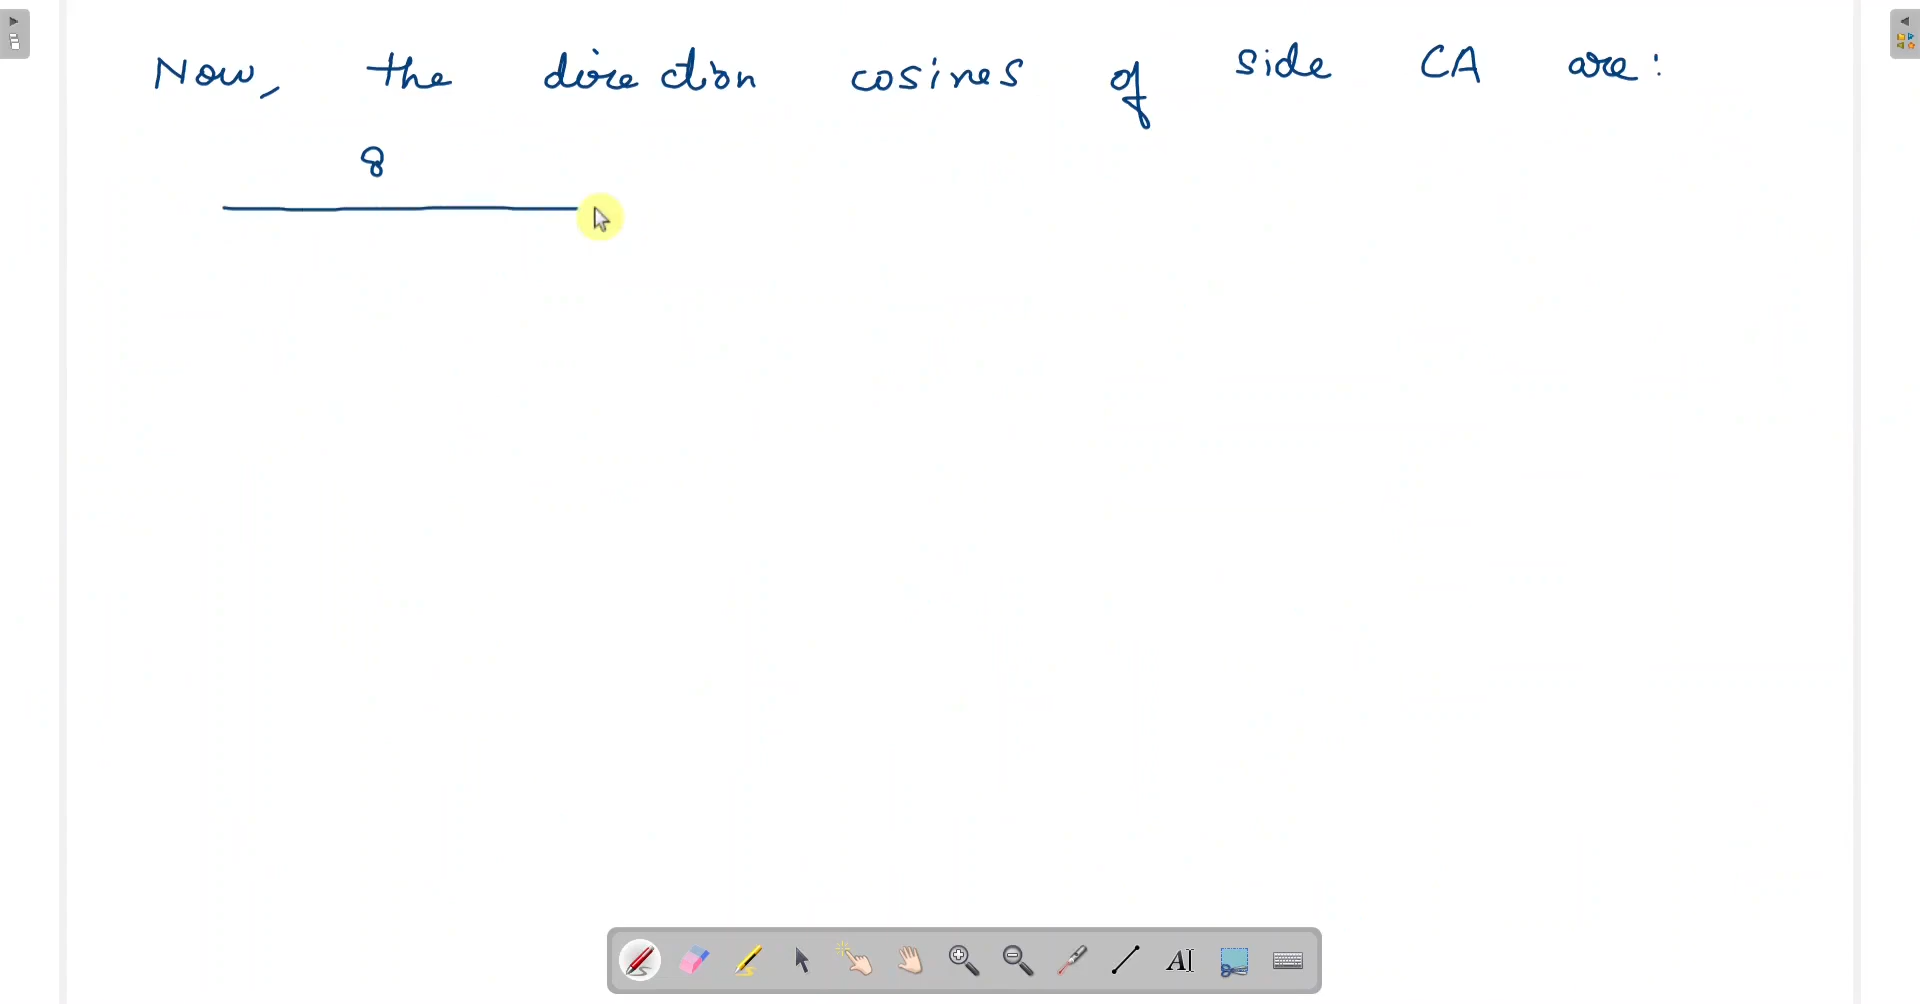 Now, the direction cosines of side CA are:
8